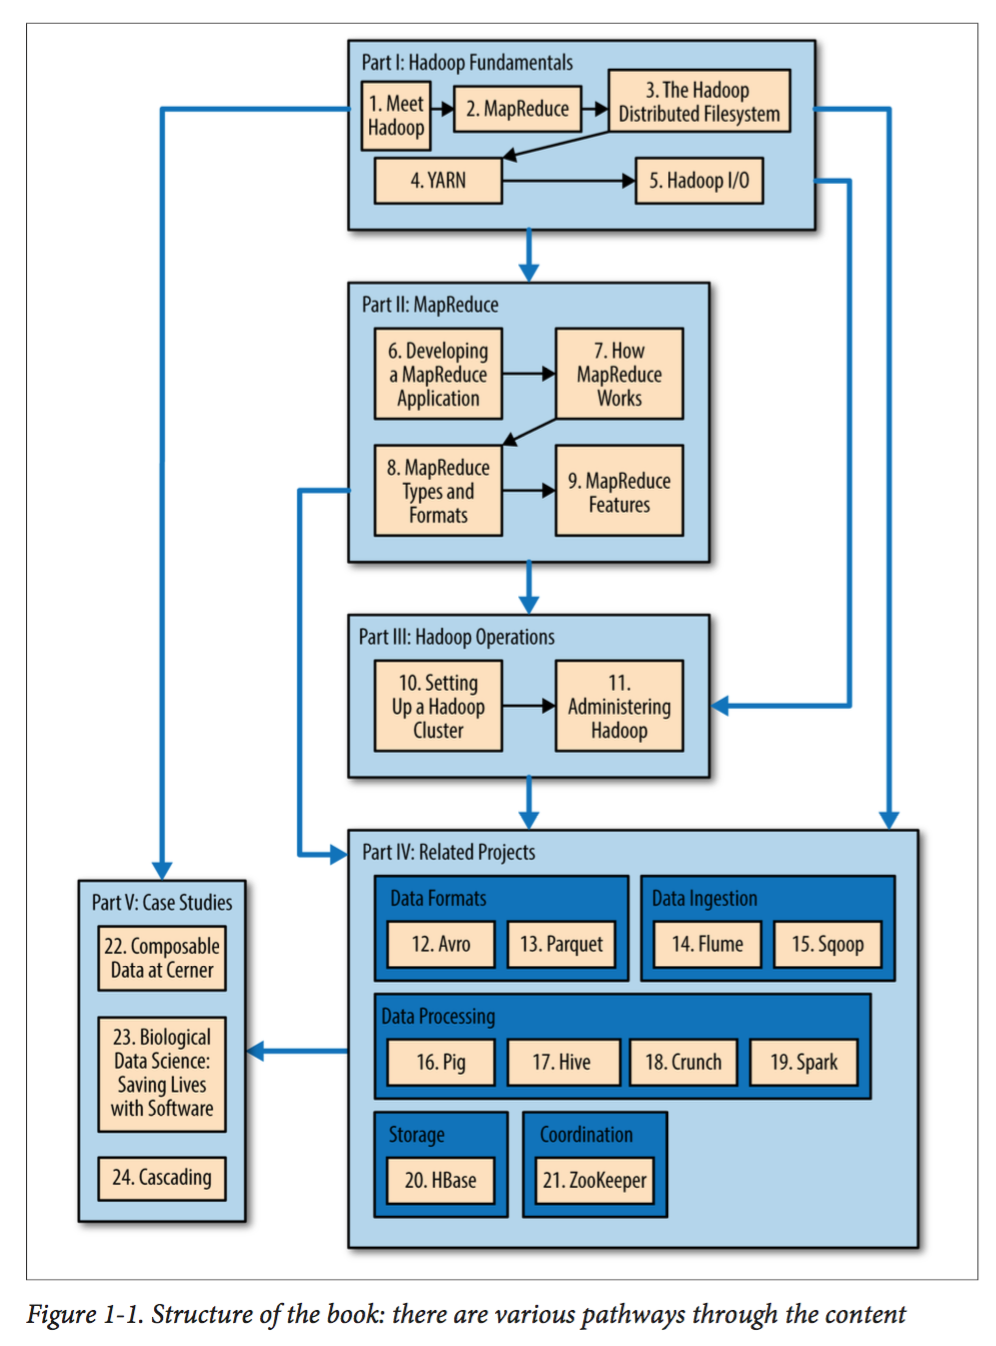 Part I: Hadoop Fundamentals
1. Meet
Hadoop
2. MapReduce
3. The Hadoop
Distributed Filesystem
4. YARN
5. Hadoop I/O
Part II: MapReduce
6. Developing
a MapReduce
Application
7. How
MapReduce
Works
8. MapReduce
Types and
Formats
9. MapReduce
Features
Part III: Hadoop Operations
10. Setting
Up a Hadoop
Cluster
11.
Administering
Hadoop
Part IV: Related Projects
Data Formats
12. Avro
13. Parquet
Data Ingestion
14. Flume
15. Sqoop
Data Processing
16. Pig
17. Hive
18. Crunch
19. Spark
Storage
20. HBase
Coordination
21. ZooKeeper
Part V: Case Studies
22. Composable
Data at Cerner
23. Biological
Data Science:
Saving Lives
with Software
24. Cascading
Figure 1-1. Structure of the book: there are various pathways through the content